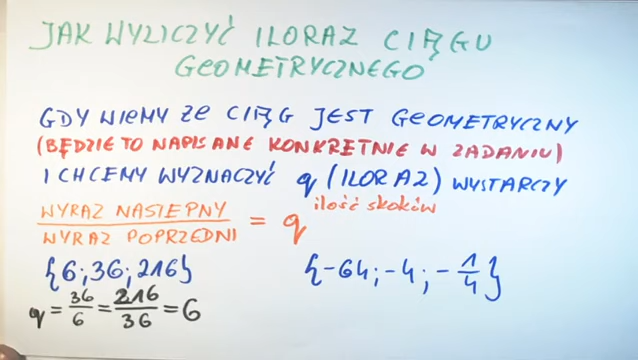 JAK WYLICZYĆ ILORAZ CIĄGU
GEOMETRYCZNEGO
GDY WIEMY ŻE CIĄG JEST GEOMETRYCZNY
(BĘDZIE TO NAPISANE KONKRETNIE W ZADANIU)
I CHCEMY WYZNACZYĆ q (ILORAZ) WYSTARCZY
ilość skoków
WYRAZ NASTĘPNY / WYRAZ POPRZEDNI = q
{6; 36; 216}
{-64; -4; -1/4}
q = 36/6 = 216/36 = 6